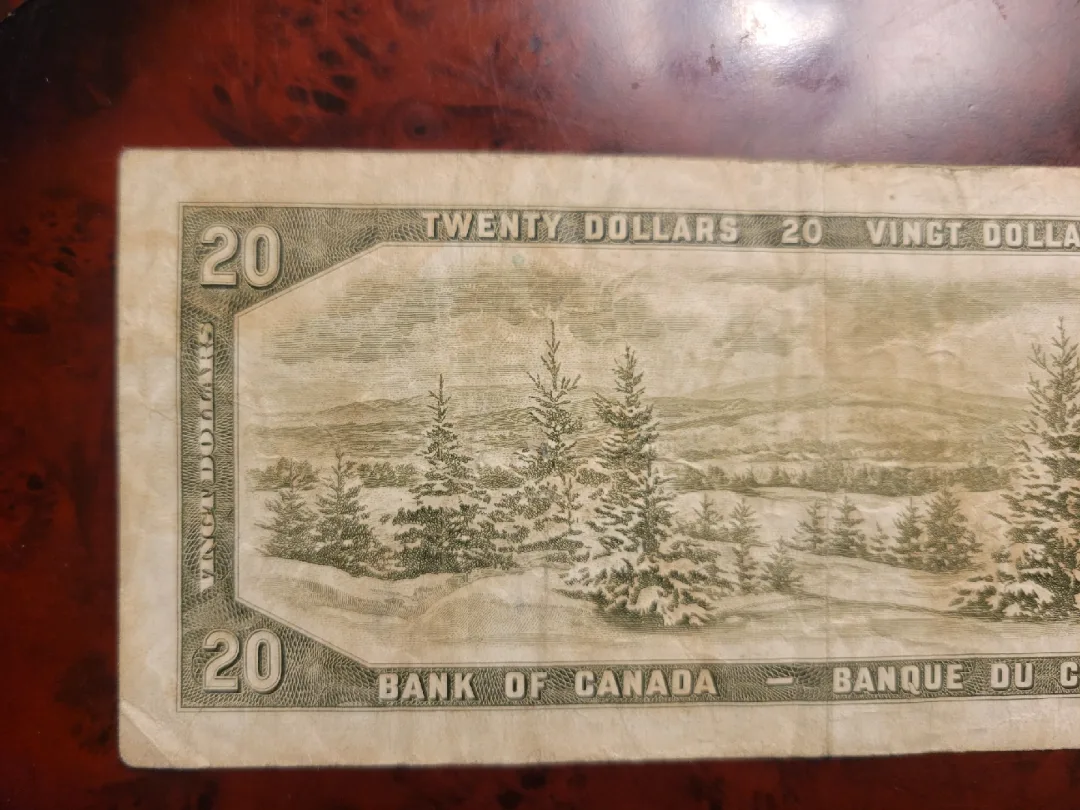 TWENTY DOLLARS 20 VINGT DOLLA
20
VINGT DOLLARS
20
BANK OF CANADA — BANQUE DU C